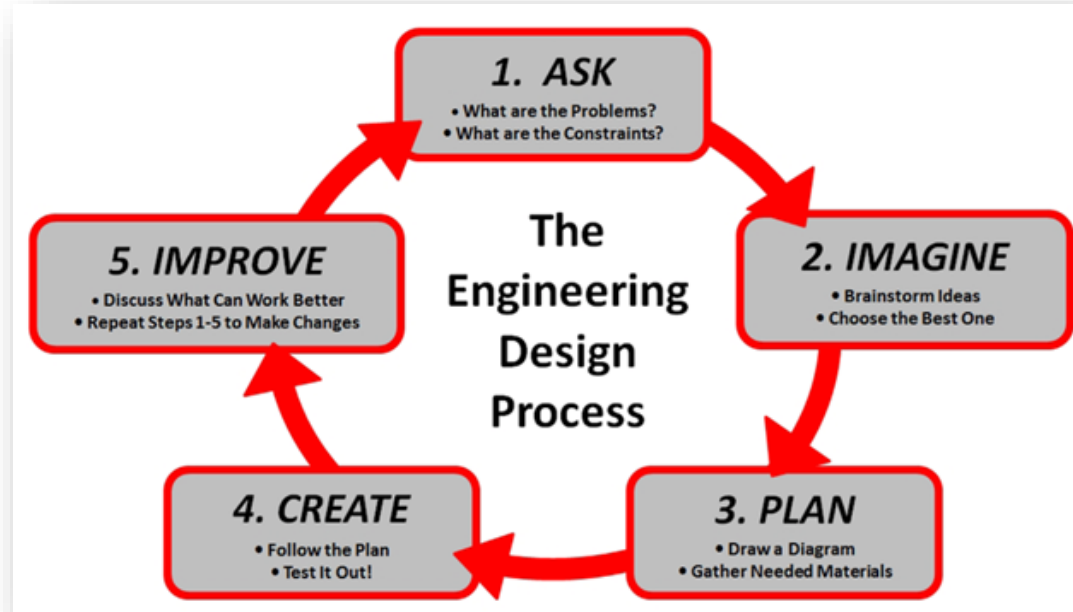 1. ASK
• What are the Problems?
• What are the Constraints?
The
Engineering
Design
Process
2. IMAGINE
• Brainstorm Ideas
• Choose the Best One
3. PLAN
• Draw a Diagram
• Gather Needed Materials
4. CREATE
• Follow the Plan
• Test It Out!
5. IMPROVE
• Discuss What Can Work Better
• Repeat Steps 1-5 to Make Changes